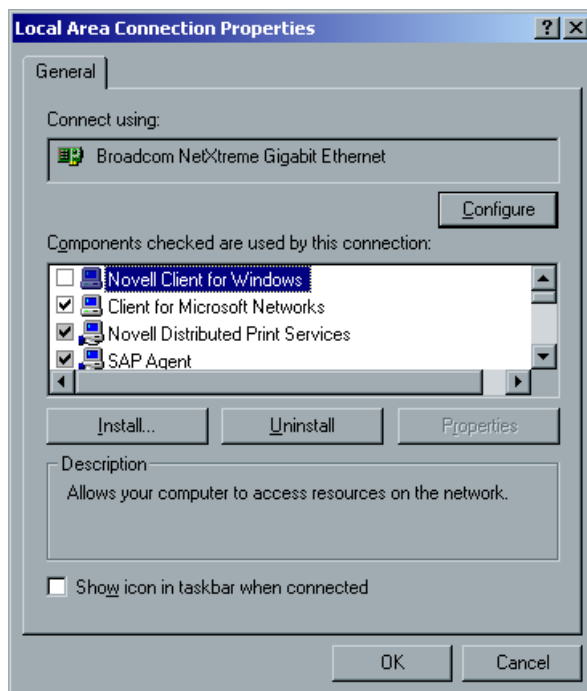 Local Area Connection Properties
General
Connect using:
Broadcom NetXtreme Gigabit Ethernet
Configure
Components checked are used by this connection:
Novell Client for Windows
Client for Microsoft Networks
Novell Distributed Print Services
SAP Agent
Install...
Uninstall
Properties
Description
Allows your computer to access resources on the network.
Show icon in taskbar when connected
OK
Cancel